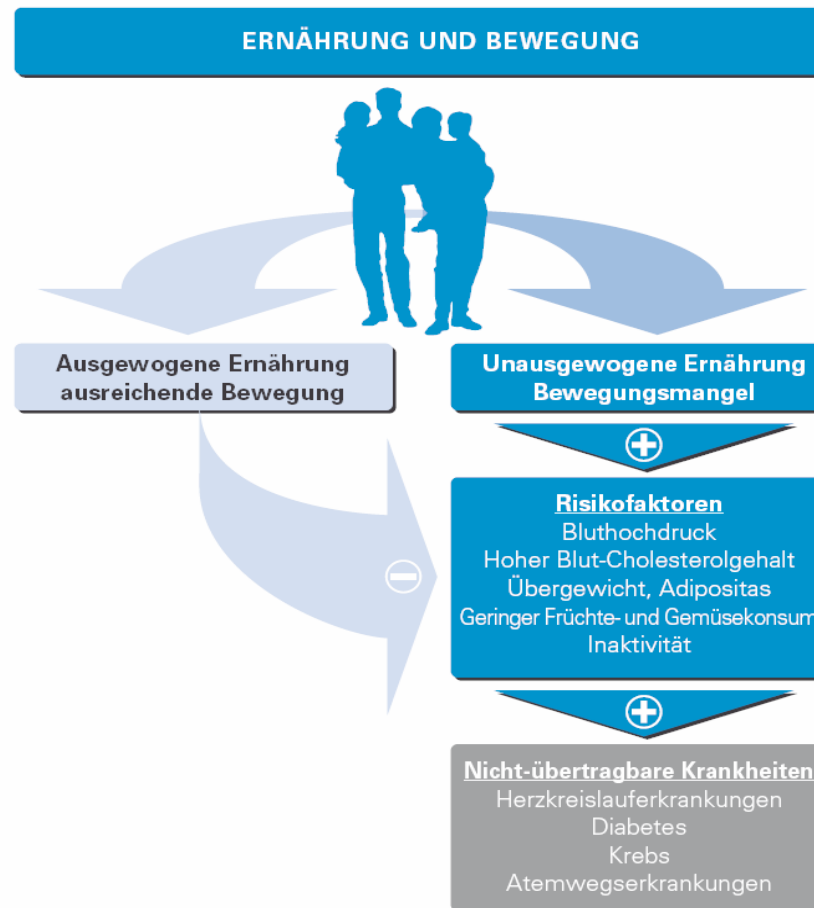 ERNÄHRUNG UND BEWEGUNG
Ausgewogene Ernährung
ausreichende Bewegung
Unausgewogene Ernährung
Bewegungsmangel
Risikofaktoren
Bluthochdruck
Hoher Blut-Cholesterolgehalt
Übergewicht, Adipositas
Geringer Früchte- und Gemüsekonsum
Inaktivität
Nicht-übertragbare Krankheiten
Herzkreislauferkrankungen
Diabetes
Krebs
Atemwegserkrankungen